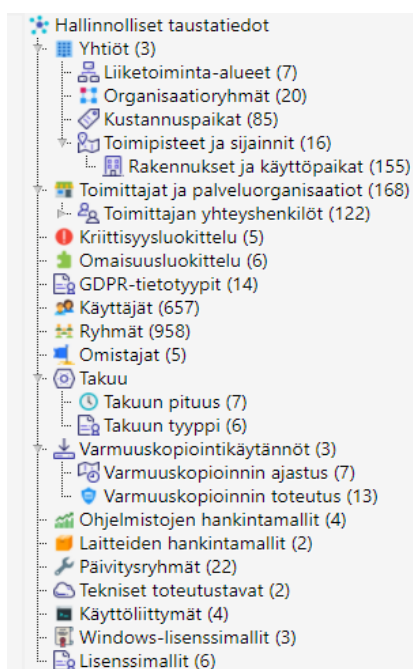 Hallinnolliset taustatiedot
Yhtiöt (3)
Liiketoiminta-alueet (7)
Organisaatioryhmät (20)
Kustannuspaikat (85)
Toimipisteet ja sijainnit (16)
Rakennukset ja käyttöpaikat (155)
Toimittajat ja palveluorganisaatiot (168)
Toimittajan yhteyshenkilöt (122)
Kriittisyysluokittelu (5)
Omaisuusluokittelu (6)
GDPR-tietotyypit (14)
Käyttäjät (657)
Ryhmät (958)
Omistajat (5)
Takuu
Takuun pituus (7)
Takuun tyyppi (6)
Varmuuskopiointikäytännöt (3)
Varmuuskopioinnin ajastus (7)
Varmuuskopioinnin toteutus (13)
Ohjelmistojen hankintamallit (4)
Laitteiden hankintamallit (2)
Päivitysryhmät (22)
Tekniset toteutustavat (2)
Käyttöliittymät (4)
Windows-lisenssimallit (3)
Lisenssimallit (6)